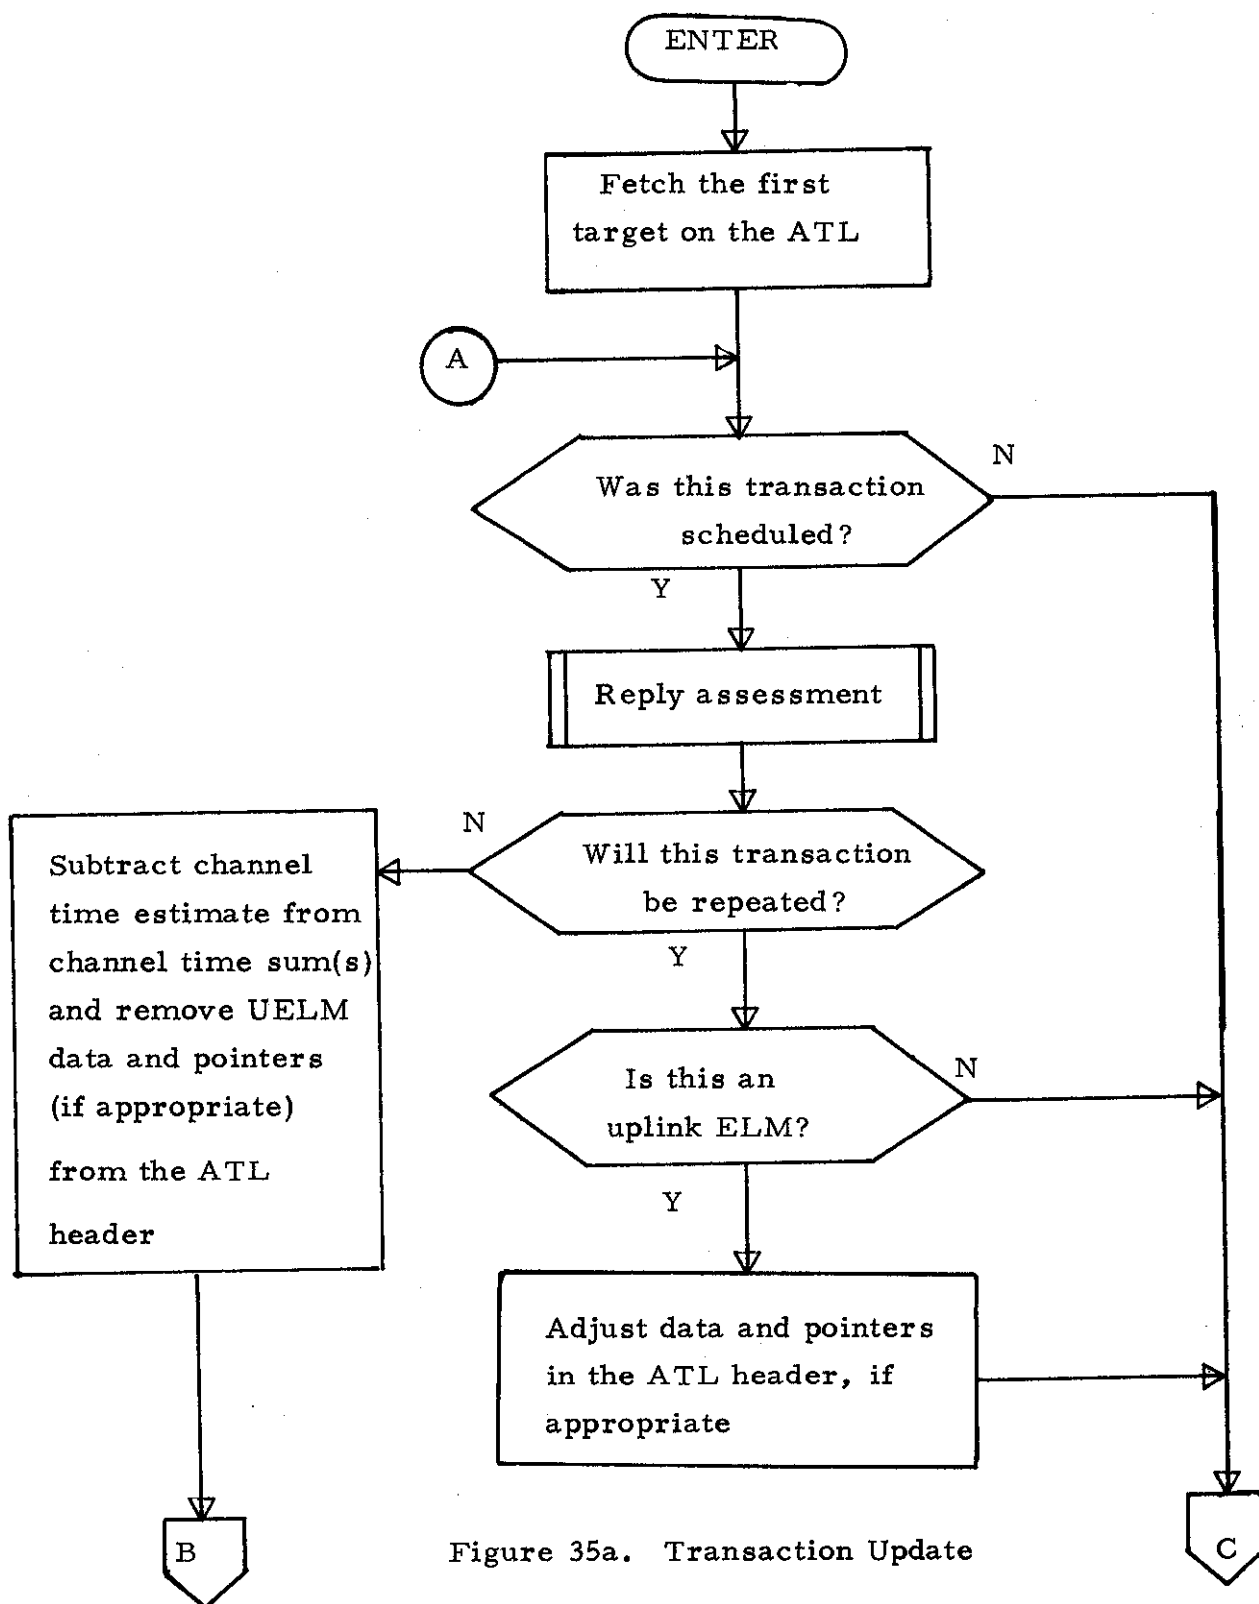 ENTER
Fetch the first
target on the ATL
A
Was this transaction
scheduled?
N
Y
Reply assessment
N
Will this transaction
be repeated?
Y
Subtract channel
time estimate from
channel time sum(s)
and remove UELM
data and pointers
(if appropriate)
from the ATL
header
Is this an
uplink ELM?
N
Y
Adjust data and pointers
in the ATL header, if
appropriate
B
C
Figure 35a. Transaction Update